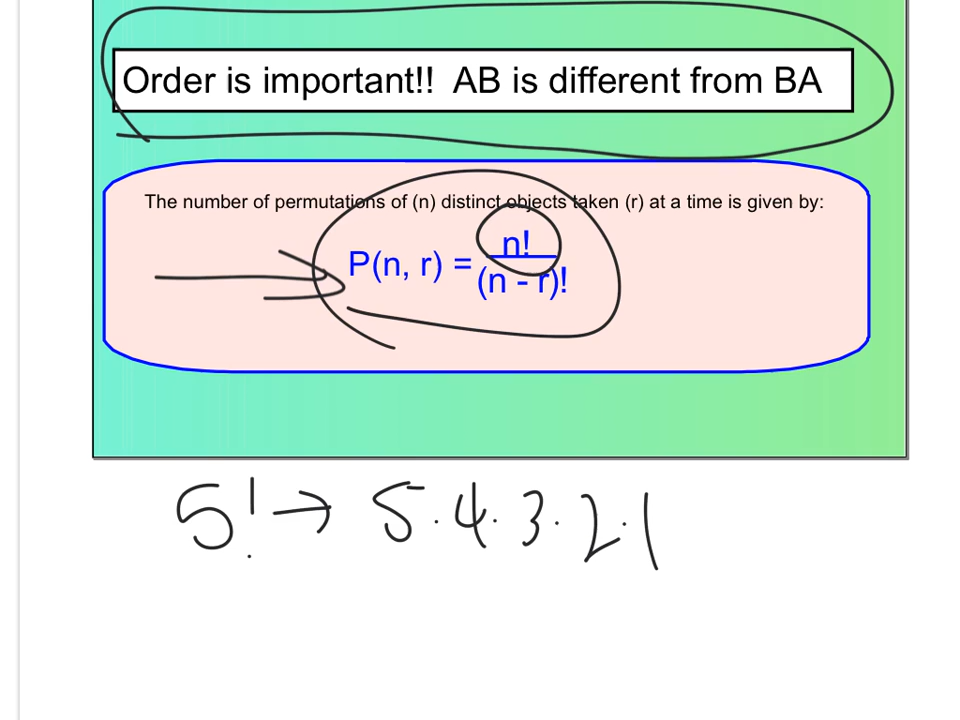 Order is important!! AB is different from BA
The number of permutations of (n) distinct objects taken (r) at a time is given by:
P(n, r) = n!
(n - r)!
5! → 5 · 4 · 3 · 2 · 1